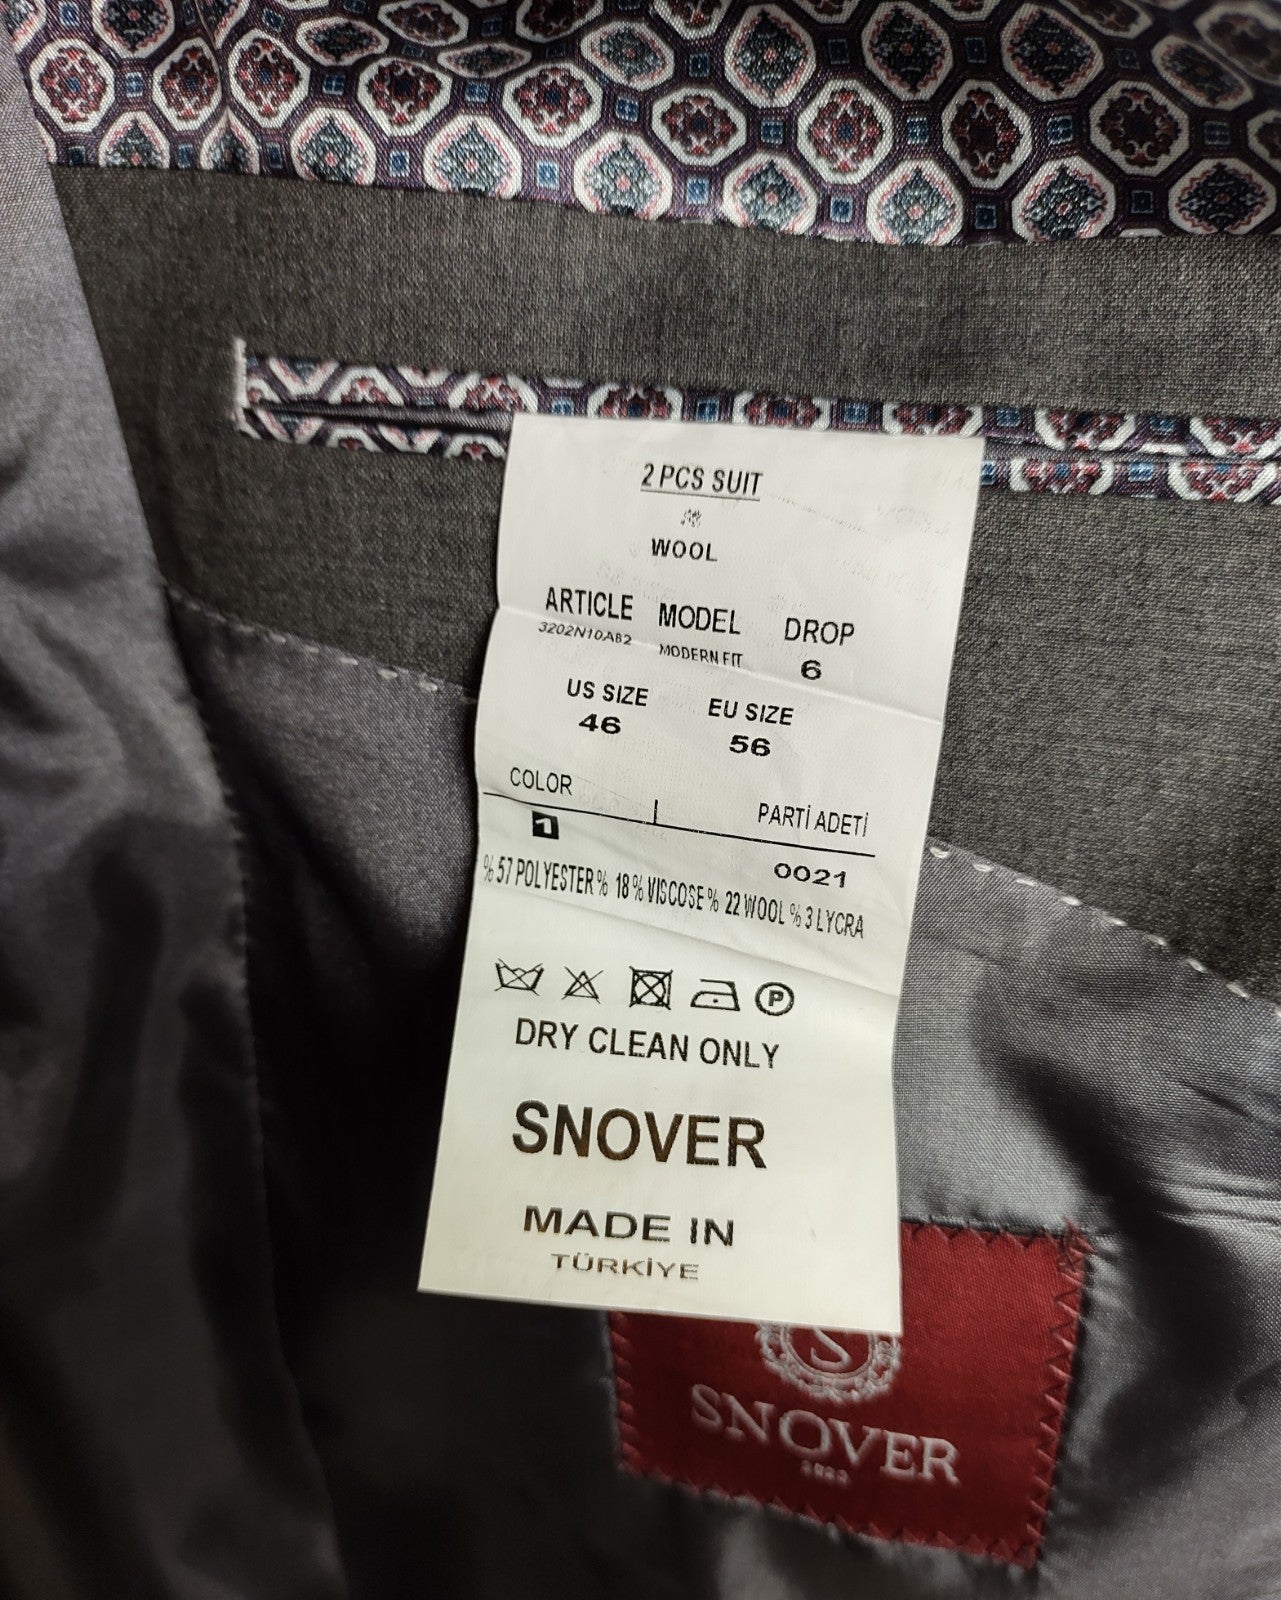 2 PCS SUIT
WOOL
ARTICLE MODEL DROP
3202N10AB2 MODERN FIT 6
US SIZE EU SIZE
46 56
COLOR PARTİ ADETİ
1 0021
% 57 POLYESTER % 18 % VISCOSE % 22 WOOL % 3 LYCRA
P
DRY CLEAN ONLY
SNOVER
MADE IN
TÜRKİYE
S
SNOVER